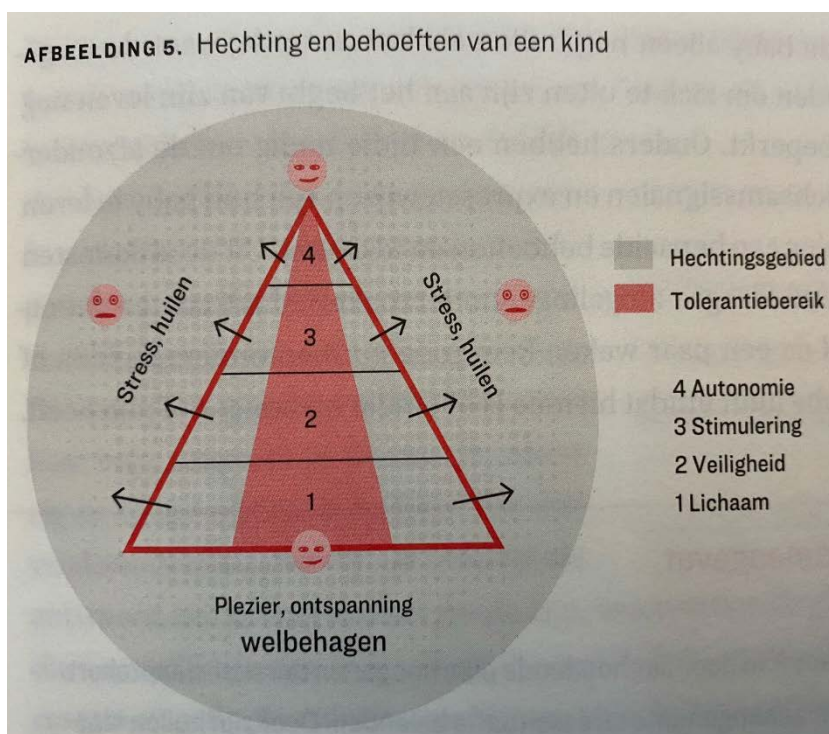 AFBEELDING 5. Hechting en behoeften van een kind
4
3
2
1
Stress, huilen
Stress, huilen
Hechtingsgebied
Tolerantiebereik
4 Autonomie
3 Stimulering
2 Veiligheid
1 Lichaam
Plezier, ontspanning
welbehagen